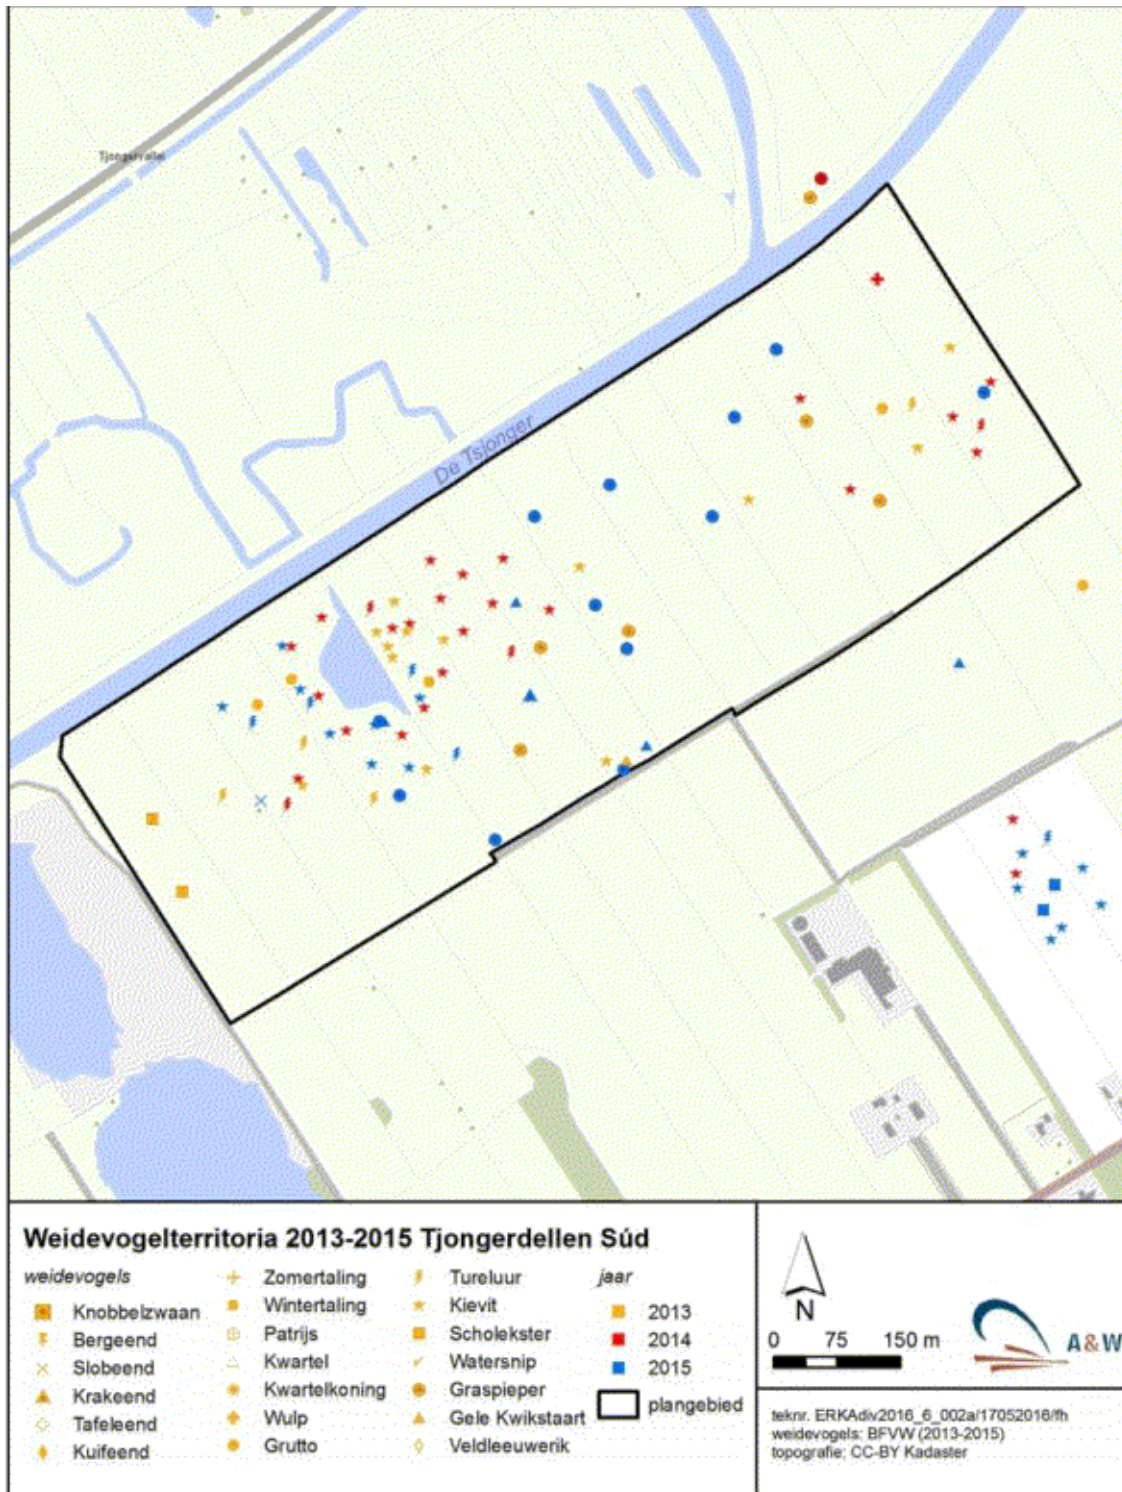 Tjongervallei
De Tsjonger
Weidevogelterritoria 2013-2015 Tjongerdellen Súd
weidevogels
Knobbelzwaan
Bergeend
Slobeend
Krakeend
Tafeleend
Kuifeend
Zomertaling
Wintertaling
Patrijs
Kwartel
Kwartelkoning
Wulp
Grutto
Tureluur
Kievit
Scholekster
Watersnip
Graspieper
Gele Kwikstaart
Veldleeuwerik
jaar
2013
2014
2015
plangebied
N
0 75 150 m
A&W
teknr. ERKAdiv2016_6_002a/17052016/fh
weidevogels: BFVW (2013-2015)
topografie: CC-BY Kadaster